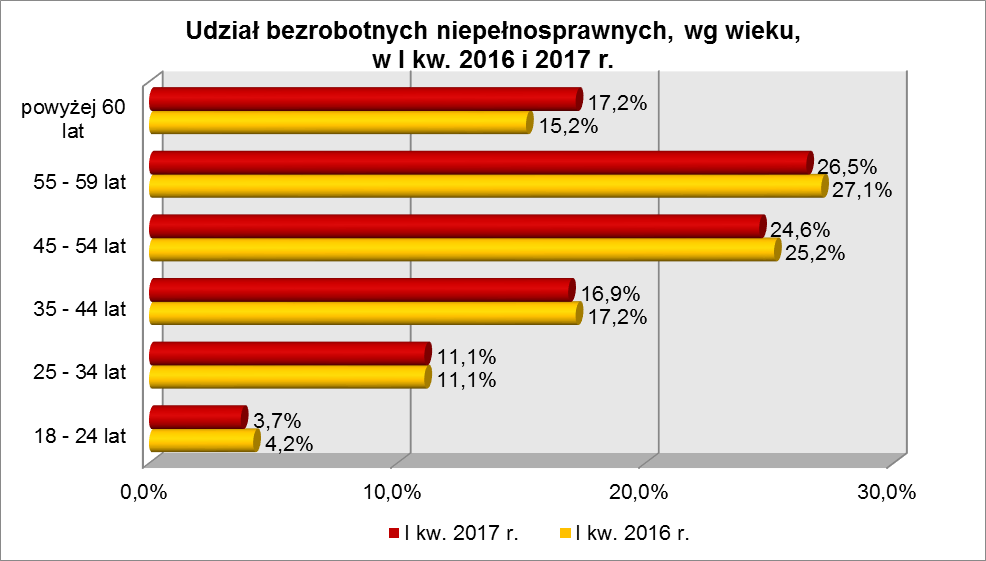 Udział bezrobotnych niepełnosprawnych, wg wieku,
w I kw. 2016 i 2017 r.
powyżej 60
lat
17,2%
15,2%
55 - 59 lat
26,5%
27,1%
45 - 54 lat
24,6%
25,2%
35 - 44 lat
16,9%
17,2%
25 - 34 lat
11,1%
11,1%
18 - 24 lat
3,7%
4,2%
0,0% 10,0% 20,0% 30,0%
I kw. 2017 r. I kw. 2016 r.